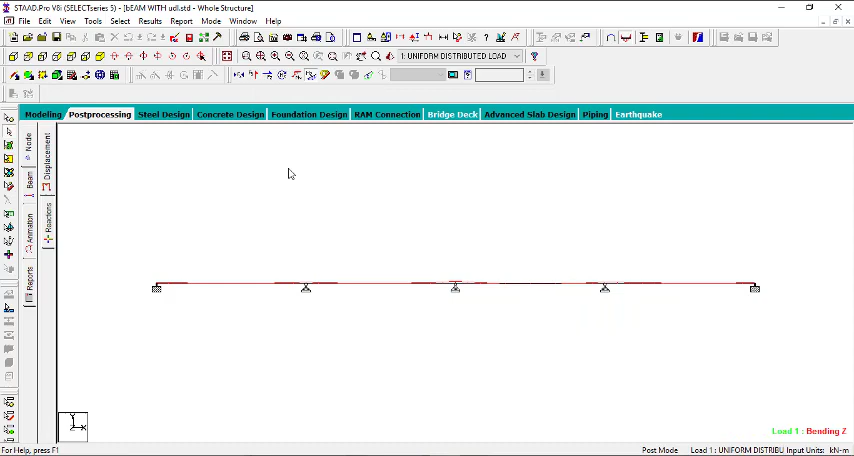 STAAD.Pro V8i (SELECTseries 5) - [BEAM WITH udl.std - Whole Structure]
File Edit View Tools Select Results Report Mode Window Help
1: UNIFORM DISTRIBUTED LOAD
Modeling Postprocessing Steel Design Concrete Design Foundation Design RAM Connection Bridge Deck Advanced Slab Design Piping Earthquake
Node
Beam
Animation
Reports
Displacement
Reactions
Y
X
Z
Load 1 : Bending Z
For Help, press F1
Post Mode Load 1 : UNIFORM DISTRIBU Input Units: kN-m